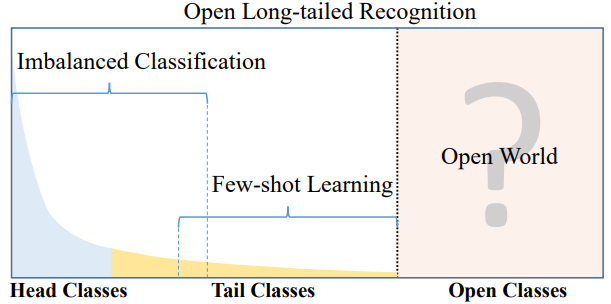 Open Long-tailed Recognition
Imbalanced Classification
?
Open World
Few-shot Learning
Head Classes
Tail Classes
Open Classes